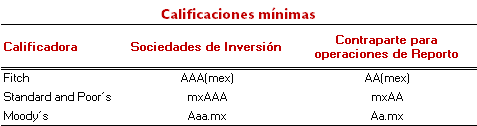 Calificaciones mínimas
Contraparte para
Calificadora Sociedades de Inversión operaciones de Reporto
Fitch AAA(mex) AA(mex)
Standard and Poor´s mxAAA mxAA
Moody´s Aaa.mx Aa.mx